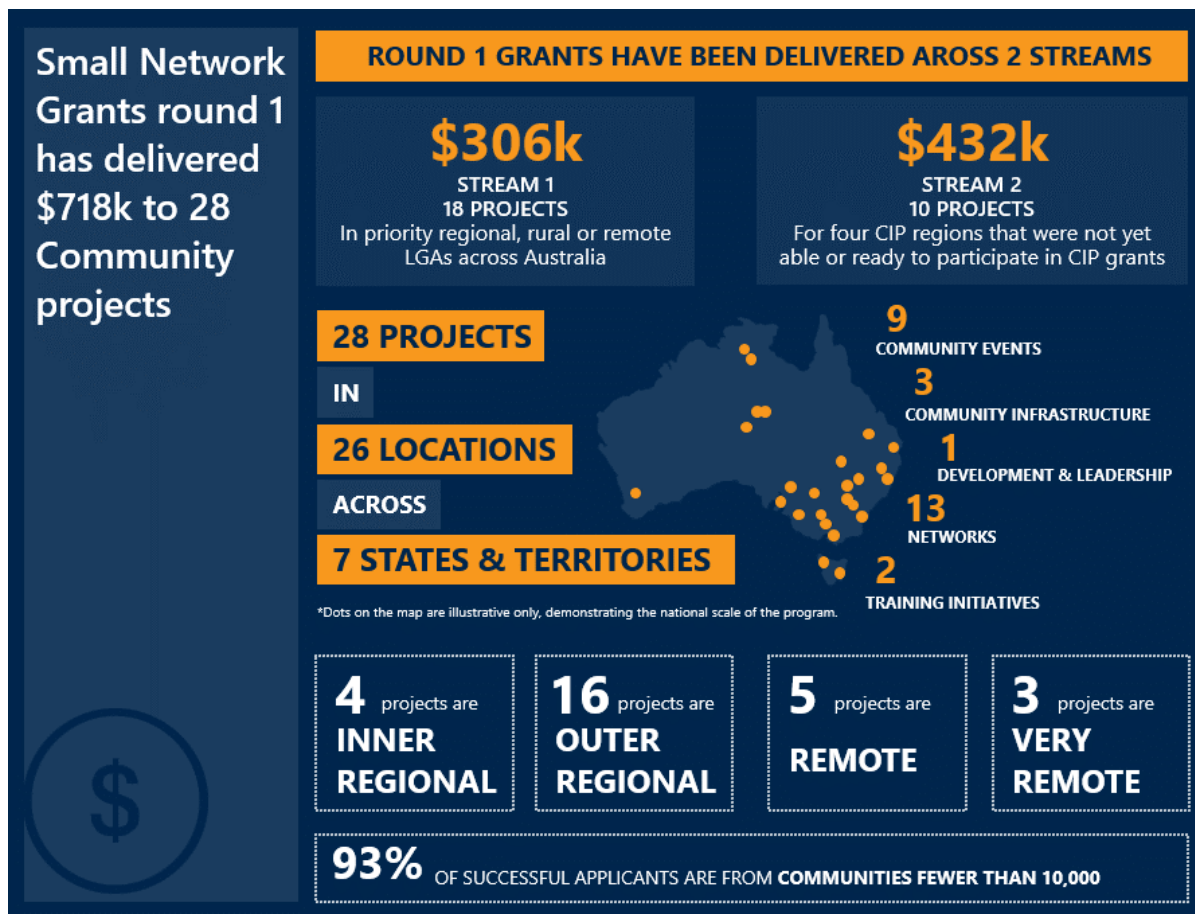 Small Network
Grants round 1
has delivered
$718k to 28
Community
projects
$
ROUND 1 GRANTS HAVE BEEN DELIVERED AROSS 2 STREAMS
$306k
STREAM 1
18 PROJECTS
In priority regional, rural or remote
LGAs across Australia
$432k
STREAM 2
10 PROJECTS
For four CIP regions that were not yet
able or ready to participate in CIP grants
28 PROJECTS
IN
26 LOCATIONS
ACROSS
7 STATES & TERRITORIES
*Dots on the map are illustrative only, demonstrating the national scale of the program.
9
COMMUNITY EVENTS
3
COMMUNITY INFRASTRUCTURE
1
DEVELOPMENT & LEADERSHIP
13
NETWORKS
2
TRAINING INITIATIVES
4 projects are
INNER
REGIONAL
16 projects are
OUTER
REGIONAL
5 projects are
REMOTE
3 projects are
VERY
REMOTE
93% OF SUCCESSFUL APPLICANTS ARE FROM COMMUNITIES FEWER THAN 10,000